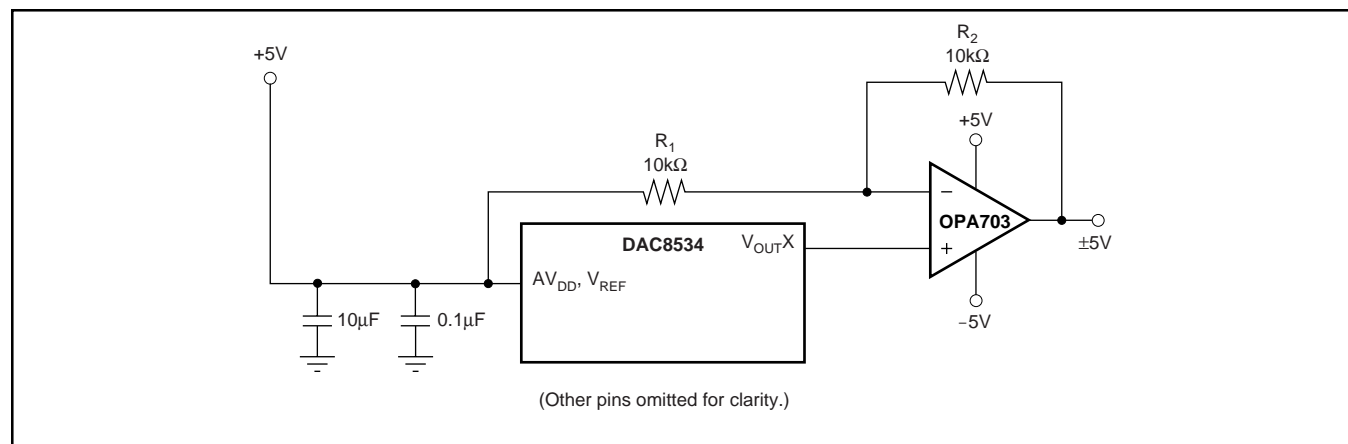 +5V
R2
10kΩ
+5V
R1
10kΩ
−
OPA703
+
±5V
DAC8534
VOUTX
AVDD, VREF
10µF
0.1µF
−5V
(Other pins omitted for clarity.)